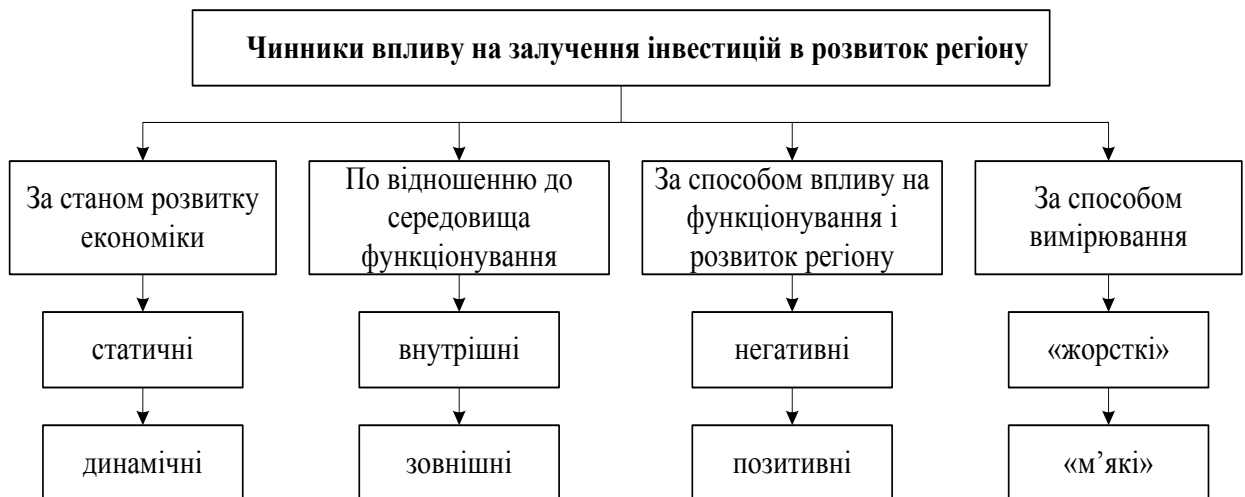 Чинники впливу на залучення інвестицій в розвиток регіону
За станом розвитку
економіки
По відношенню до
середовища
функціонування
За способом впливу на
функціонування і
розвиток регіону
За способом
вимірювання
статичні
внутрішні
негативні
«жорсткі»
динамічні
зовнішні
позитивні
«м’які»